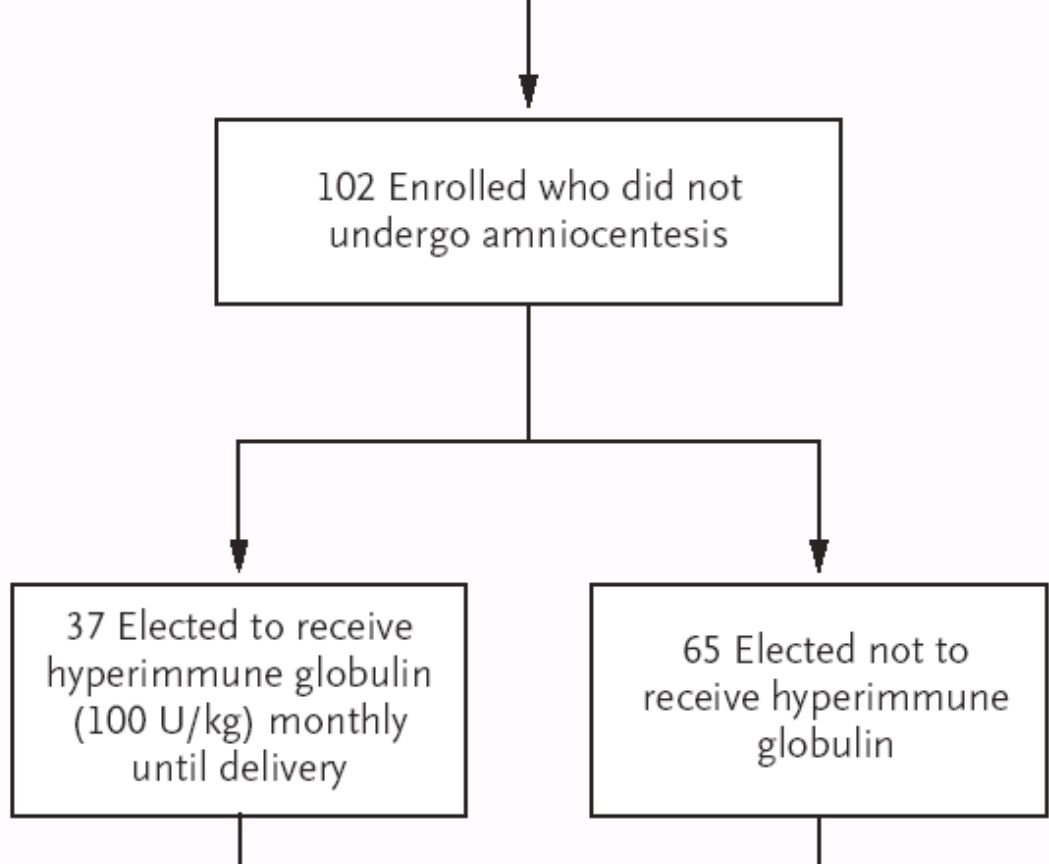 102 Enrolled who did not
undergo amniocentesis
37 Elected to receive
hyperimmune globulin
(100 U/kg) monthly
until delivery
65 Elected not to
receive hyperimmune
globulin